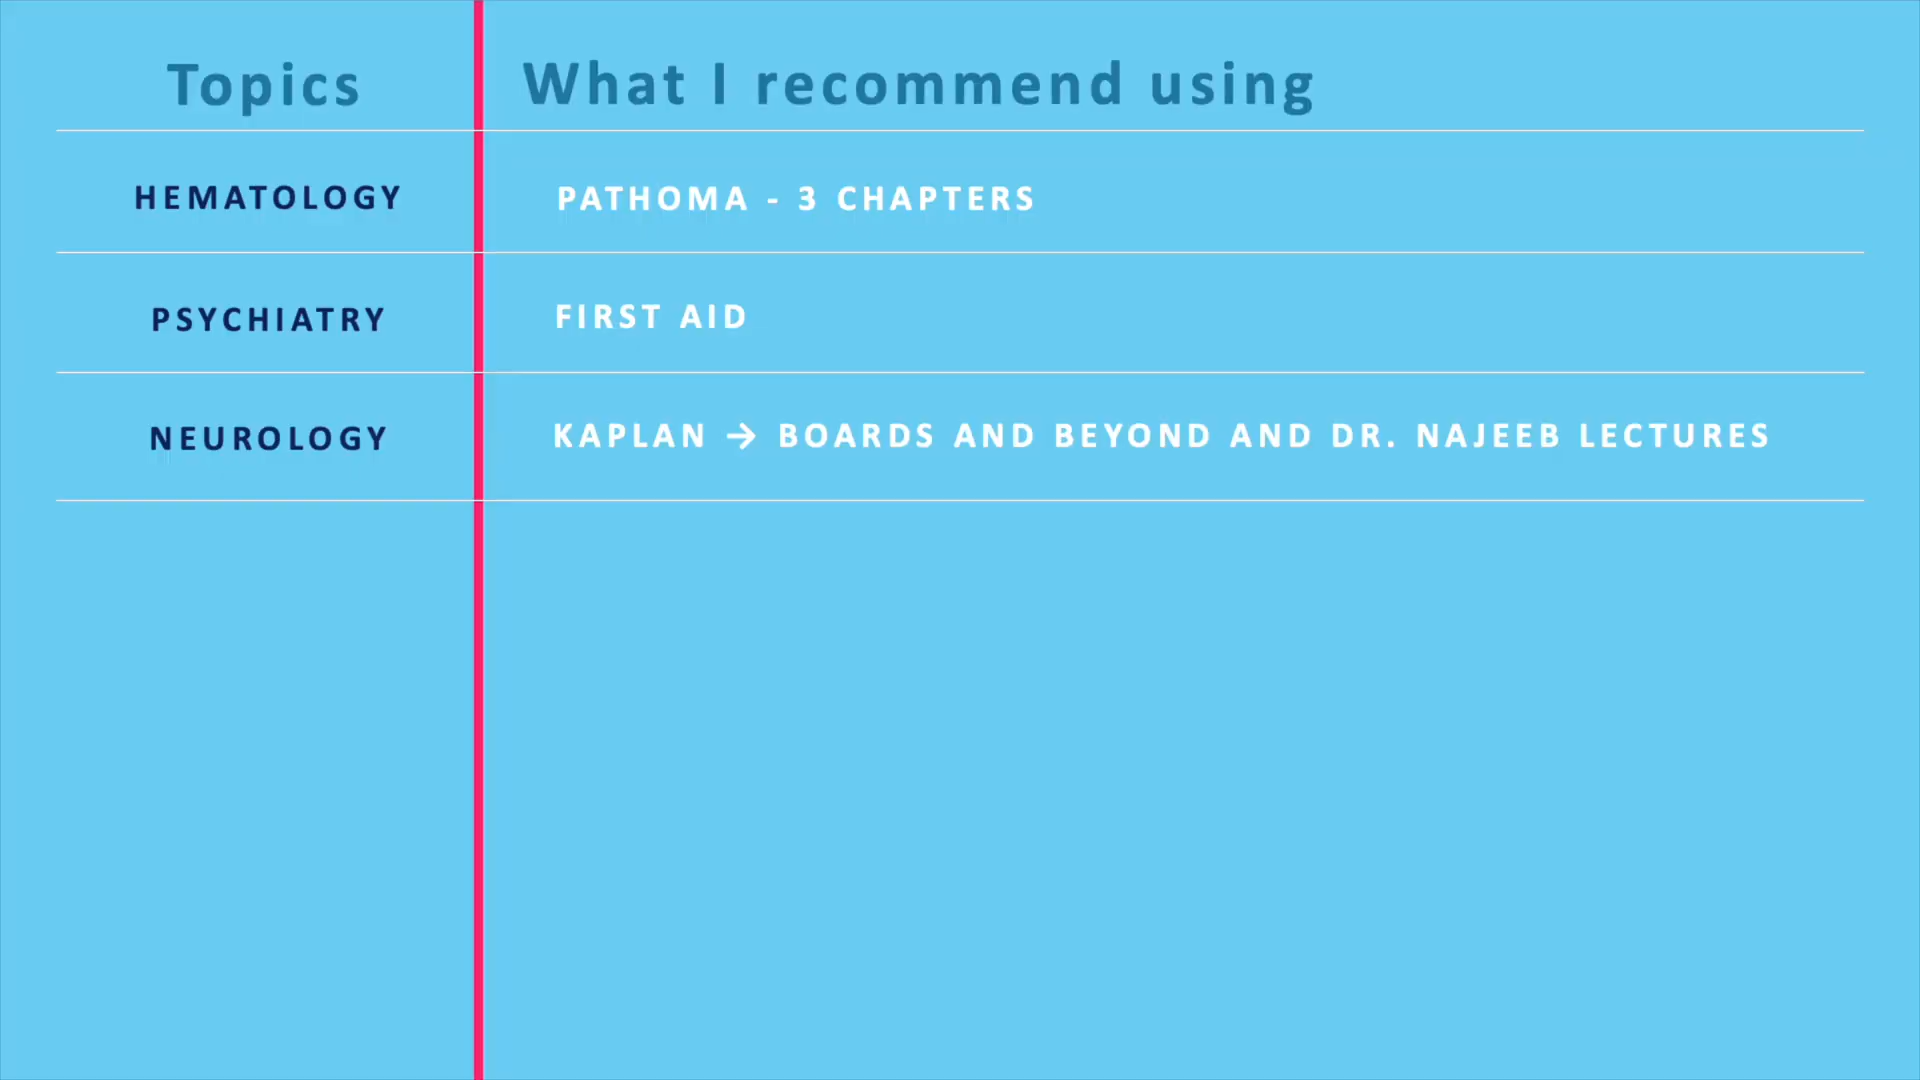 Topics
What I recommend using
HEMATOLOGY
PATHOMA - 3 CHAPTERS
PSYCHIATRY
FIRST AID
NEUROLOGY
KAPLAN → BOARDS AND BEYOND AND DR. NAJEEB LECTURES